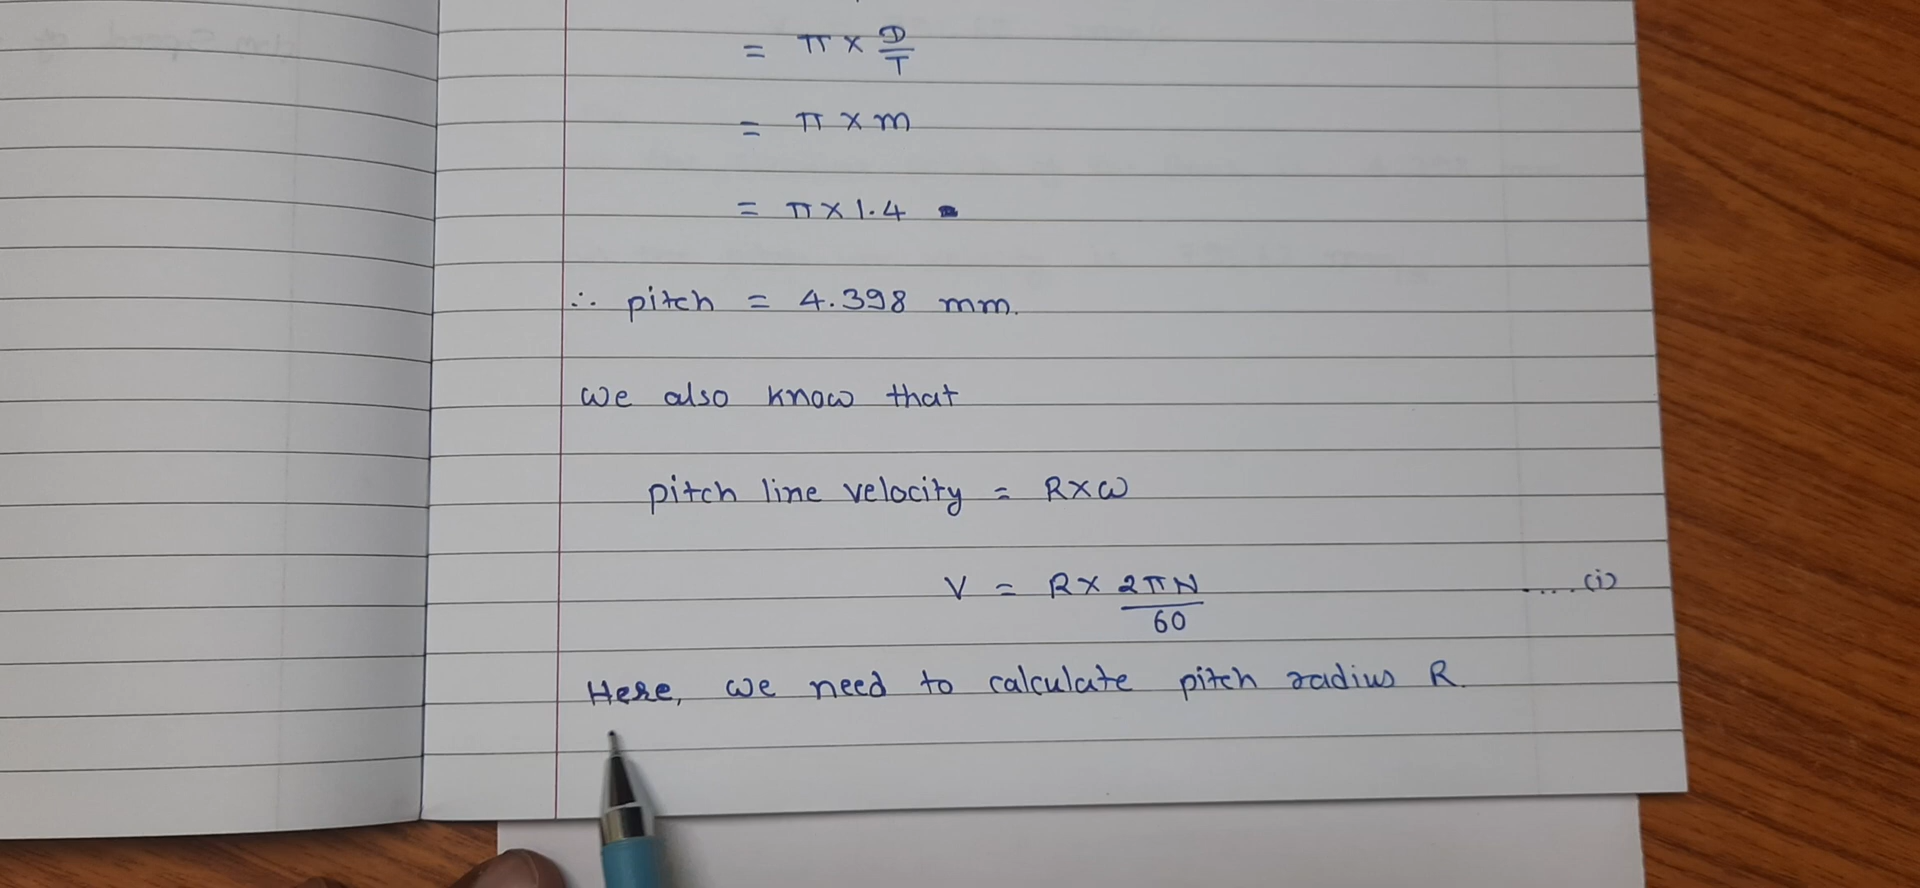 = π × D/T
= π × m
= π × 1.4
∴ pitch = 4.398 mm.
we also know that
pitch line velocity = R×ω
V = R× 2πN/60 .....(i)
Here, we need to calculate pitch radius R.